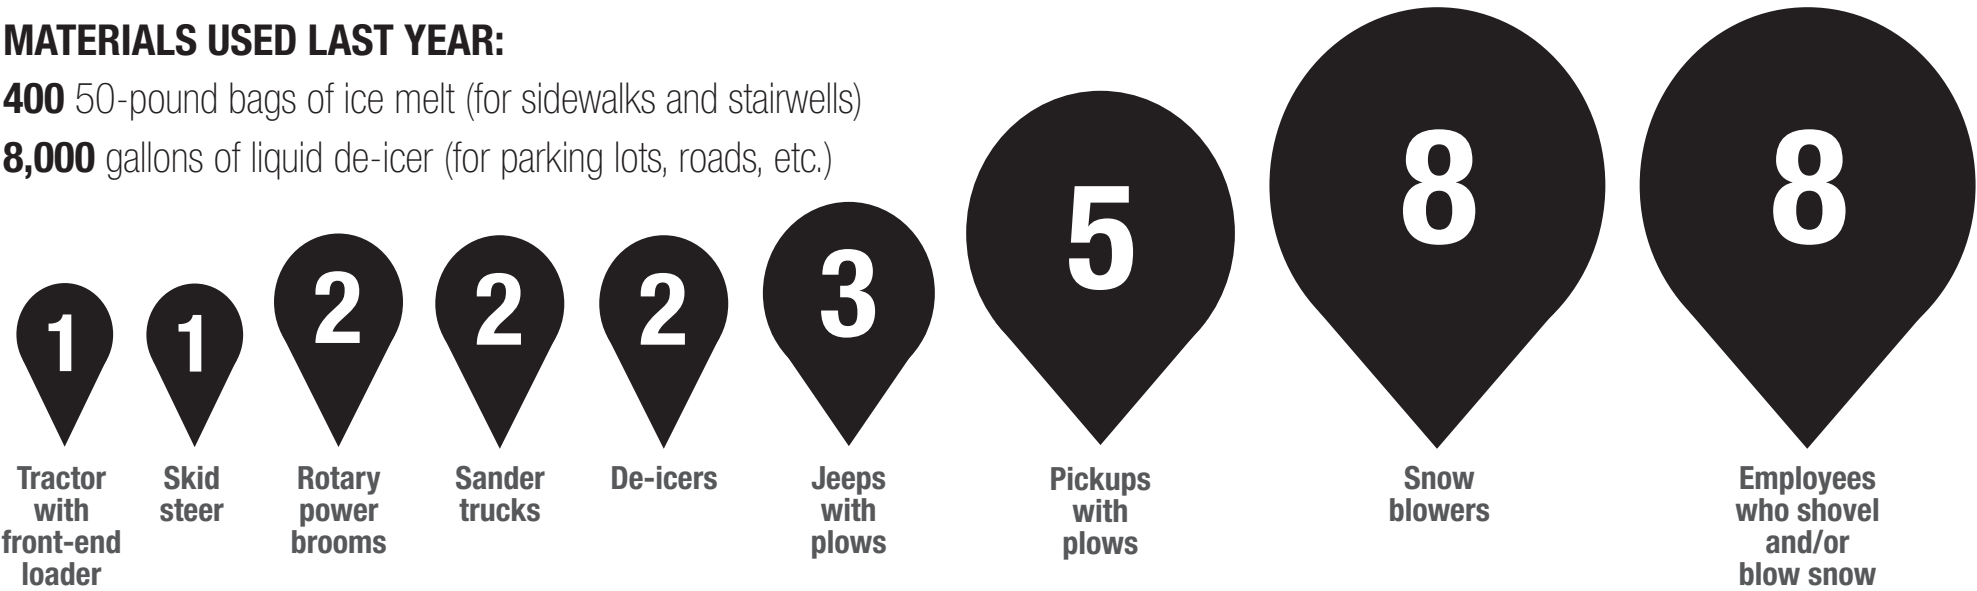 MATERIALS USED LAST YEAR:
400 50-pound bags of ice melt (for sidewalks and stairwells)
8,000 gallons of liquid de-icer (for parking lots, roads, etc.)
1
Tractor
with
front-end
loader
1
Skid
steer
2
Rotary
power
brooms
2
Sander
trucks
2
De-icers
3
Jeeps
with
plows
5
Pickups
with
plows
8
Snow
blowers
8
Employees
who shovel
and/or
blow snow